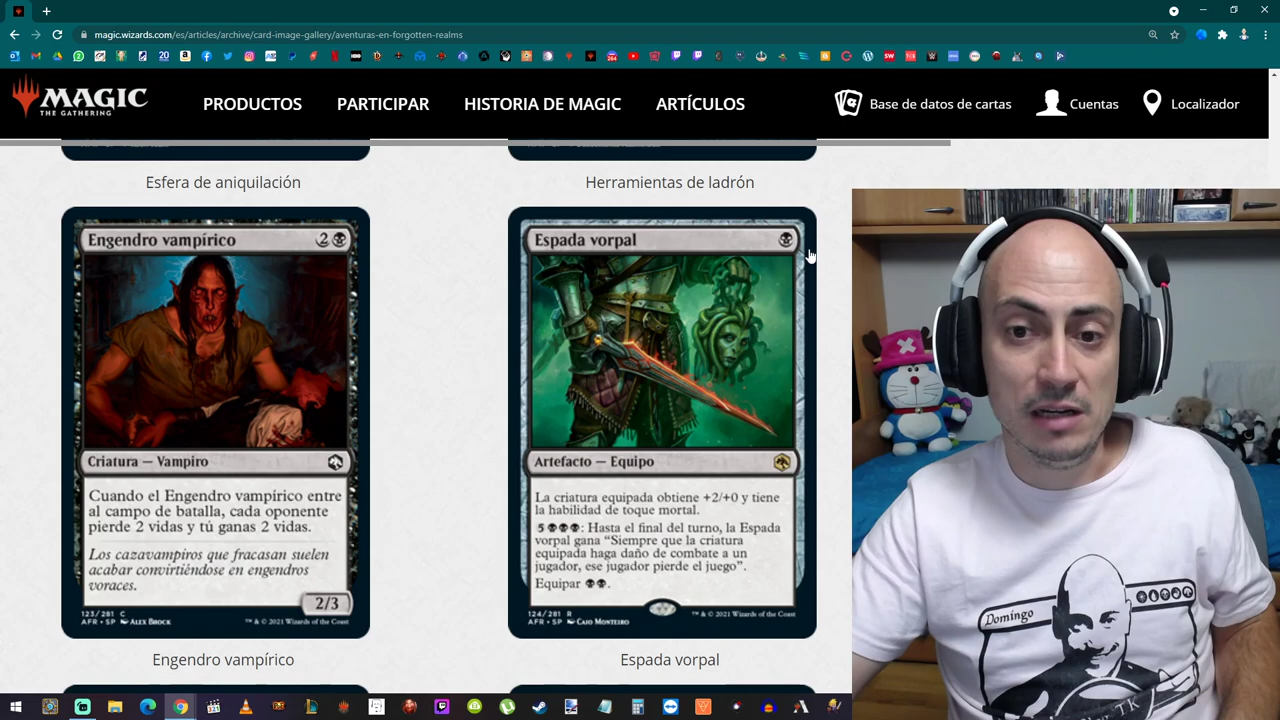 magic.wizards.com/es/articles/archive/card-image-gallery/aventuras-en-forgotten-realms
MAGIC
THE GATHERING
PRODUCTOS PARTICIPAR HISTORIA DE MAGIC ARTÍCULOS
Base de datos de cartas Cuentas Localizador
Esfera de aniquilación
Herramientas de ladrón
Engendro vampírico 2
Criatura — Vampiro
Cuando el Engendro vampírico entre
al campo de batalla, cada oponente
pierde 2 vidas y tú ganas 2 vidas.
Los cazavampiros que fracasan suelen
acabar convirtiéndose en engendros
voraces.
2/3
123/281 C
AFR • SP ALEX BROCK
™ & © 2021 Wizards of the Coast
Engendro vampírico
Espada vorpal
Artefacto — Equipo
La criatura equipada obtiene +2/+0 y tiene
la habilidad de toque mortal.
5 : Hasta el final del turno, la Espada
vorpal gana “Siempre que la criatura
equipada haga daño de combate a un
jugador, ese jugador pierde el juego”.
Equipar .
124/281 R
AFR • SP CAIO MONTEIRO
™ & © 2021 Wizards of the Coast
Espada vorpal
Domingo